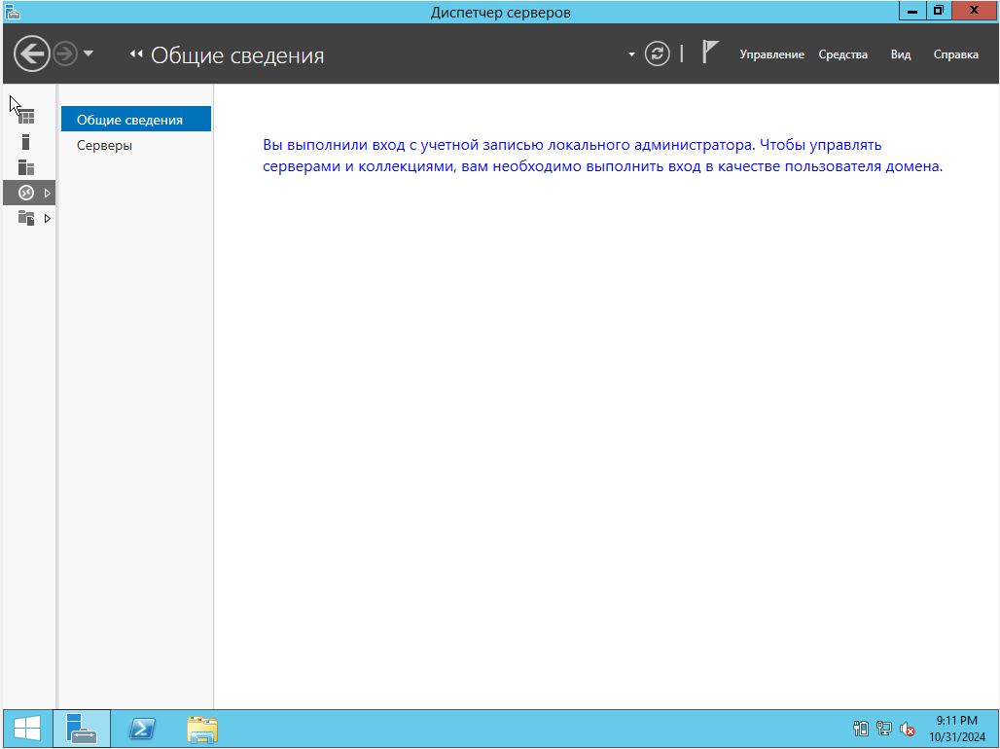 Диспетчер серверов
Общие сведения
Управление Средства Вид Справка
Общие сведения
Серверы
Вы выполнили вход с учетной записью локального администратора. Чтобы управлять
серверами и коллекциями, вам необходимо выполнить вход в качестве пользователя домена.
9:11 PM
10/31/2024